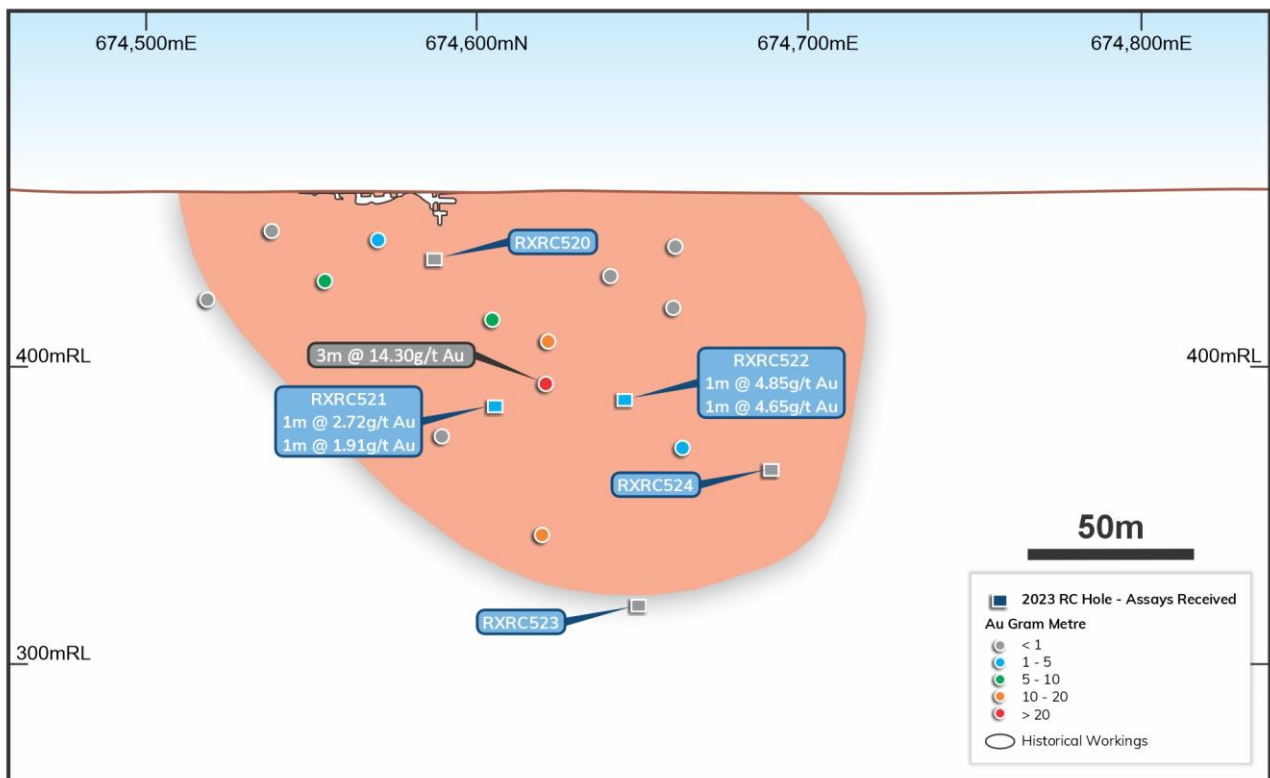 674,500mE
674,600mN
674,700mE
674,800mE
RXRC520
400mRL
400mRL
3m @ 14.30g/t Au
RXRC522
1m @ 4.85g/t Au
1m @ 4.65g/t Au
RXRC521
1m @ 2.72g/t Au
1m @ 1.91g/t Au
RXRC524
50m
RXRC523
300mRL
2023 RC Hole - Assays Received
Au Gram Metre
< 1
1 - 5
5 - 10
10 - 20
> 20
Historical Workings